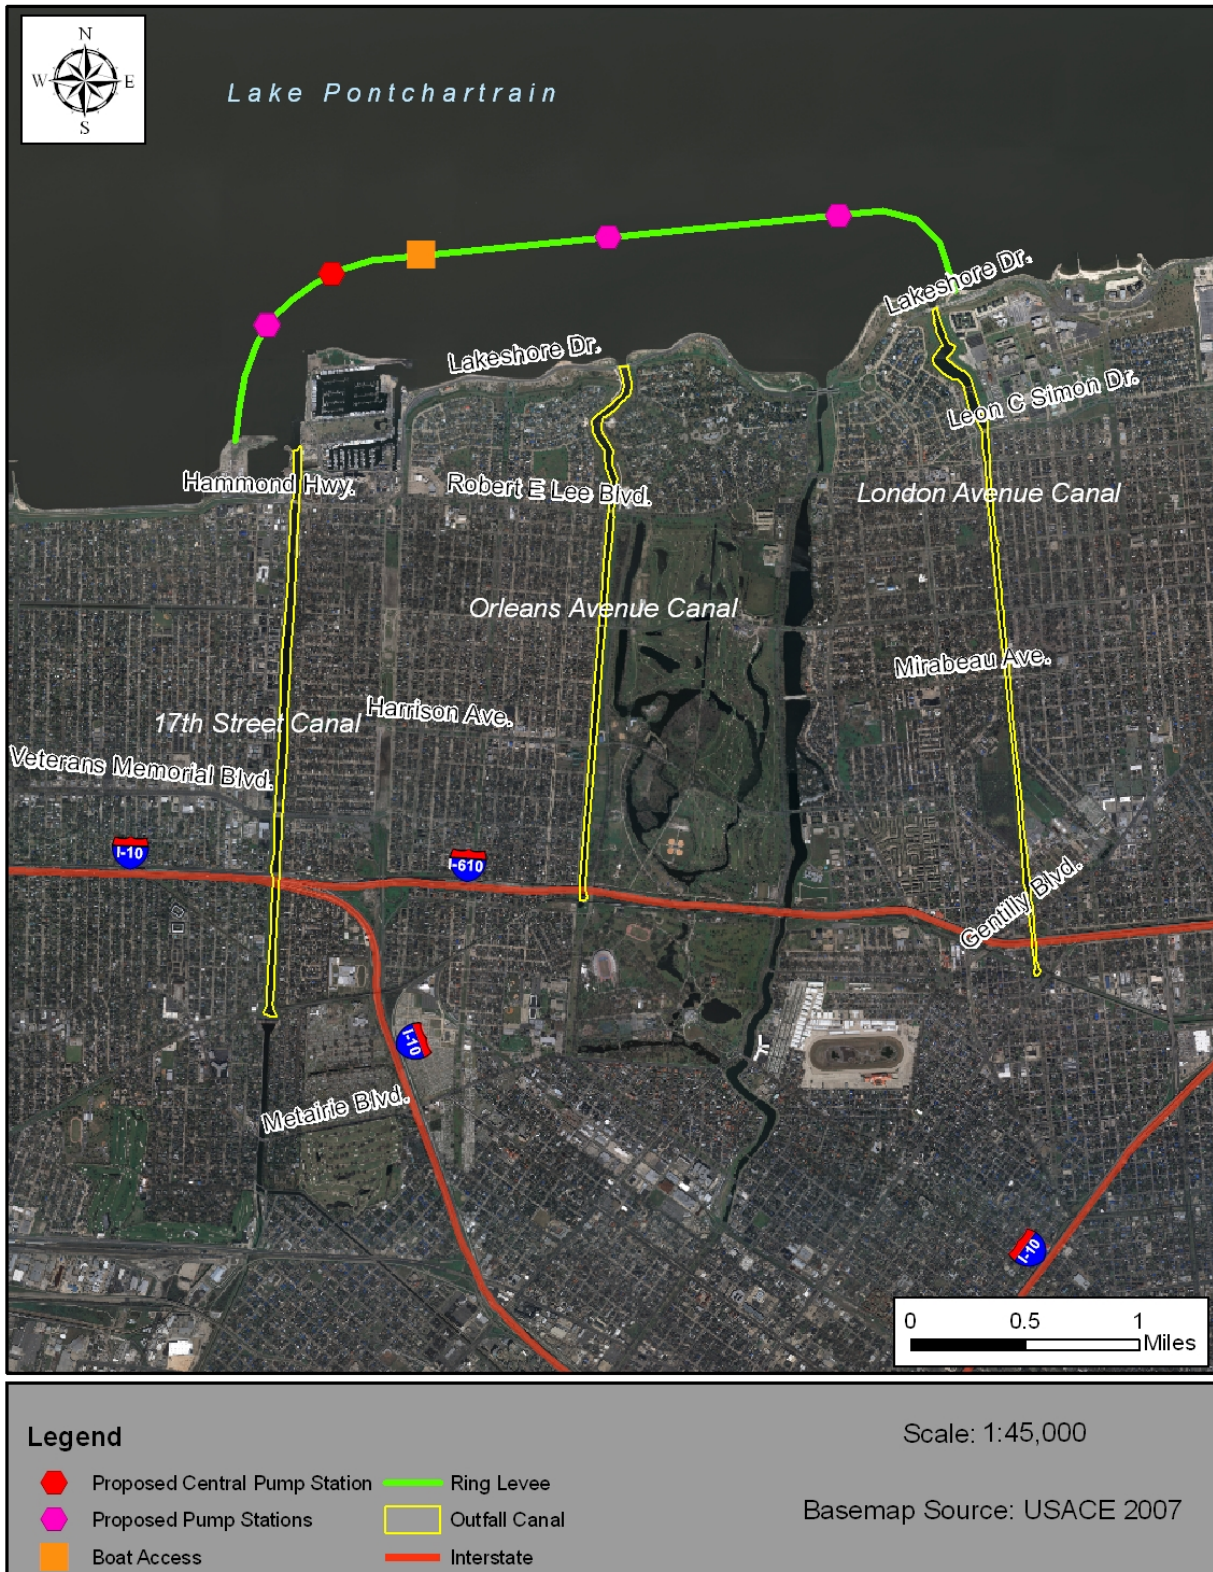 N
W E
S
Lake Pontchartrain
Lakeshore Dr.
Lakeshore Dr.
Leon C Simon Dr.
Hammond Hwy.
Robert E Lee Blvd.
London Avenue Canal
Orleans Avenue Canal
Mirabeau Ave.
Harrison Ave.
17th Street Canal
Veterans Memorial Blvd.
I-10
I-610
Gentilly Blvd.
I-10
Metairie Blvd.
I-10
0 0.5 1
Miles
Legend
Scale: 1:45,000
Proposed Central Pump Station
Ring Levee
Proposed Pump Stations
Outfall Canal
Basemap Source: USACE 2007
Boat Access
Interstate